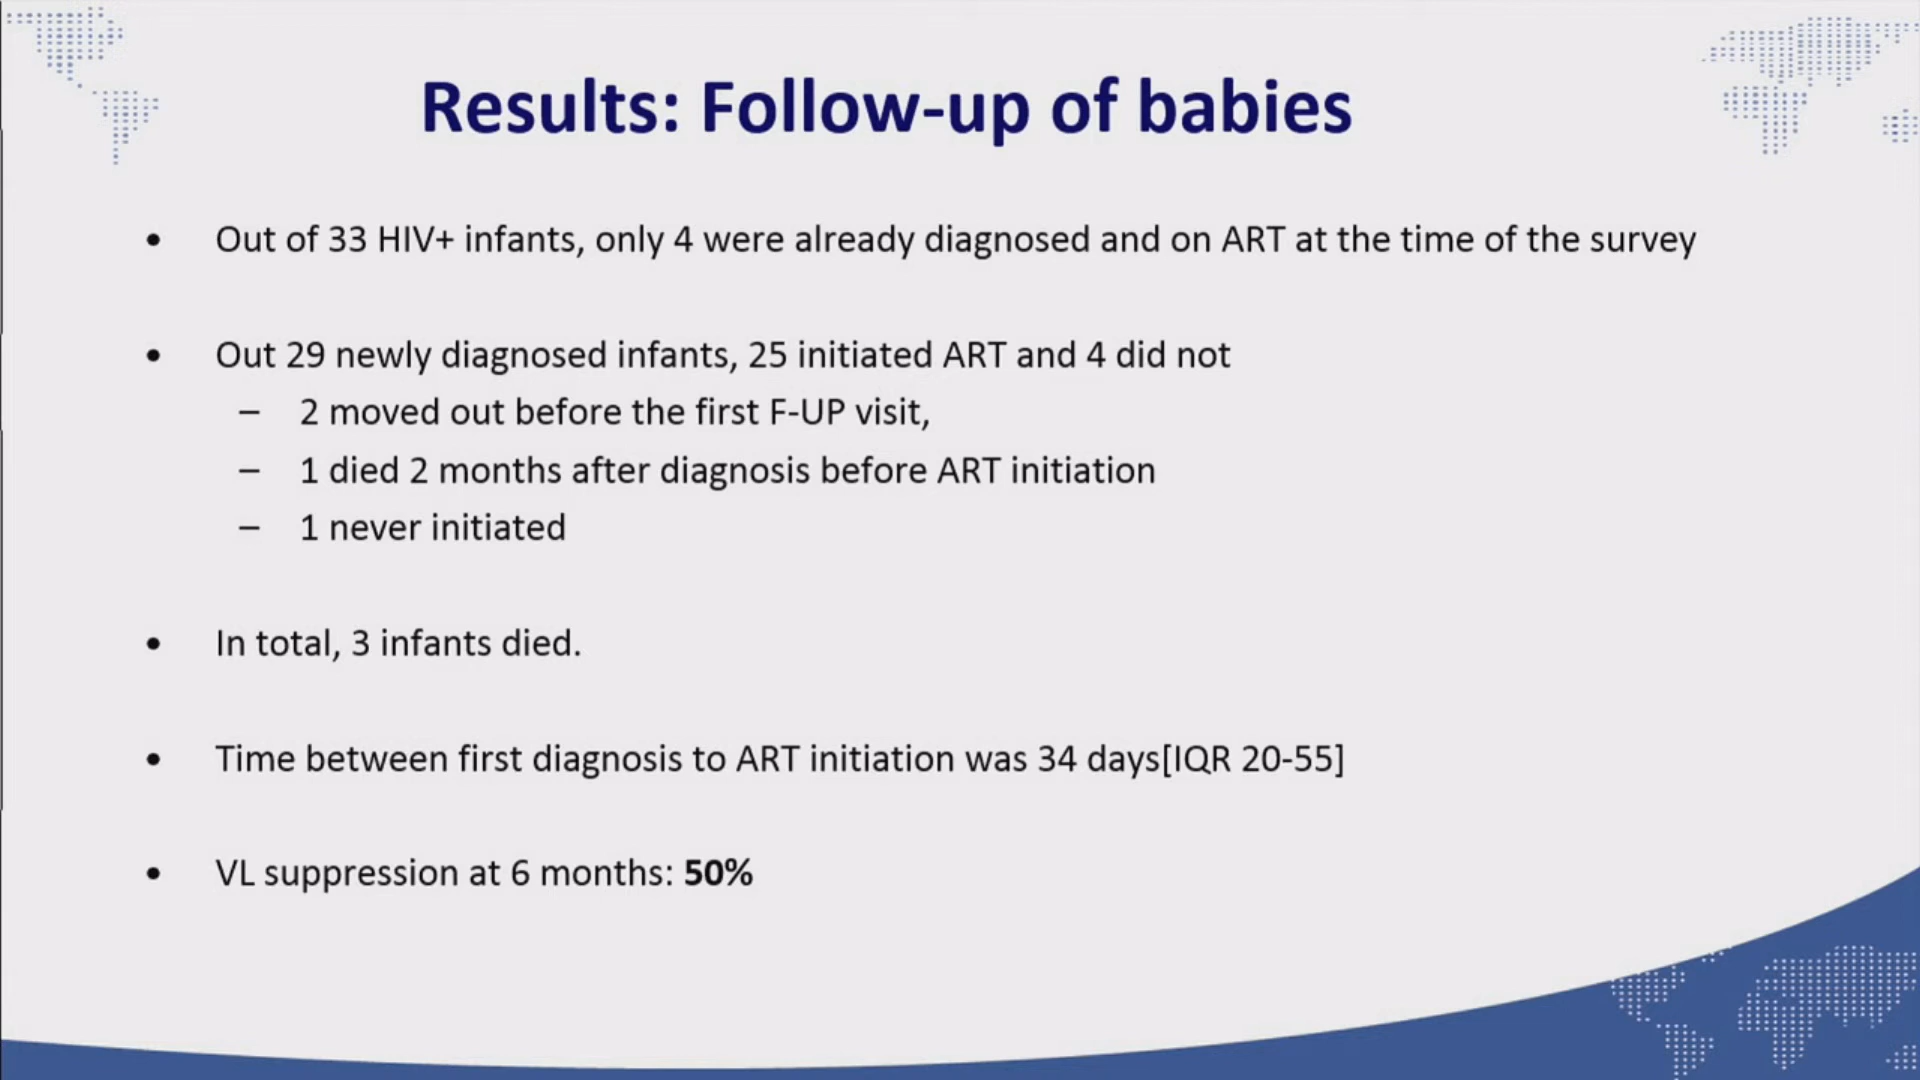 Results: Follow-up of babies
• Out of 33 HIV+ infants, only 4 were already diagnosed and on ART at the time of the survey
• Out 29 newly diagnosed infants, 25 initiated ART and 4 did not
– 2 moved out before the first F-UP visit,
– 1 died 2 months after diagnosis before ART initiation
– 1 never initiated
• In total, 3 infants died.
• Time between first diagnosis to ART initiation was 34 days[IQR 20-55]
• VL suppression at 6 months: 50%